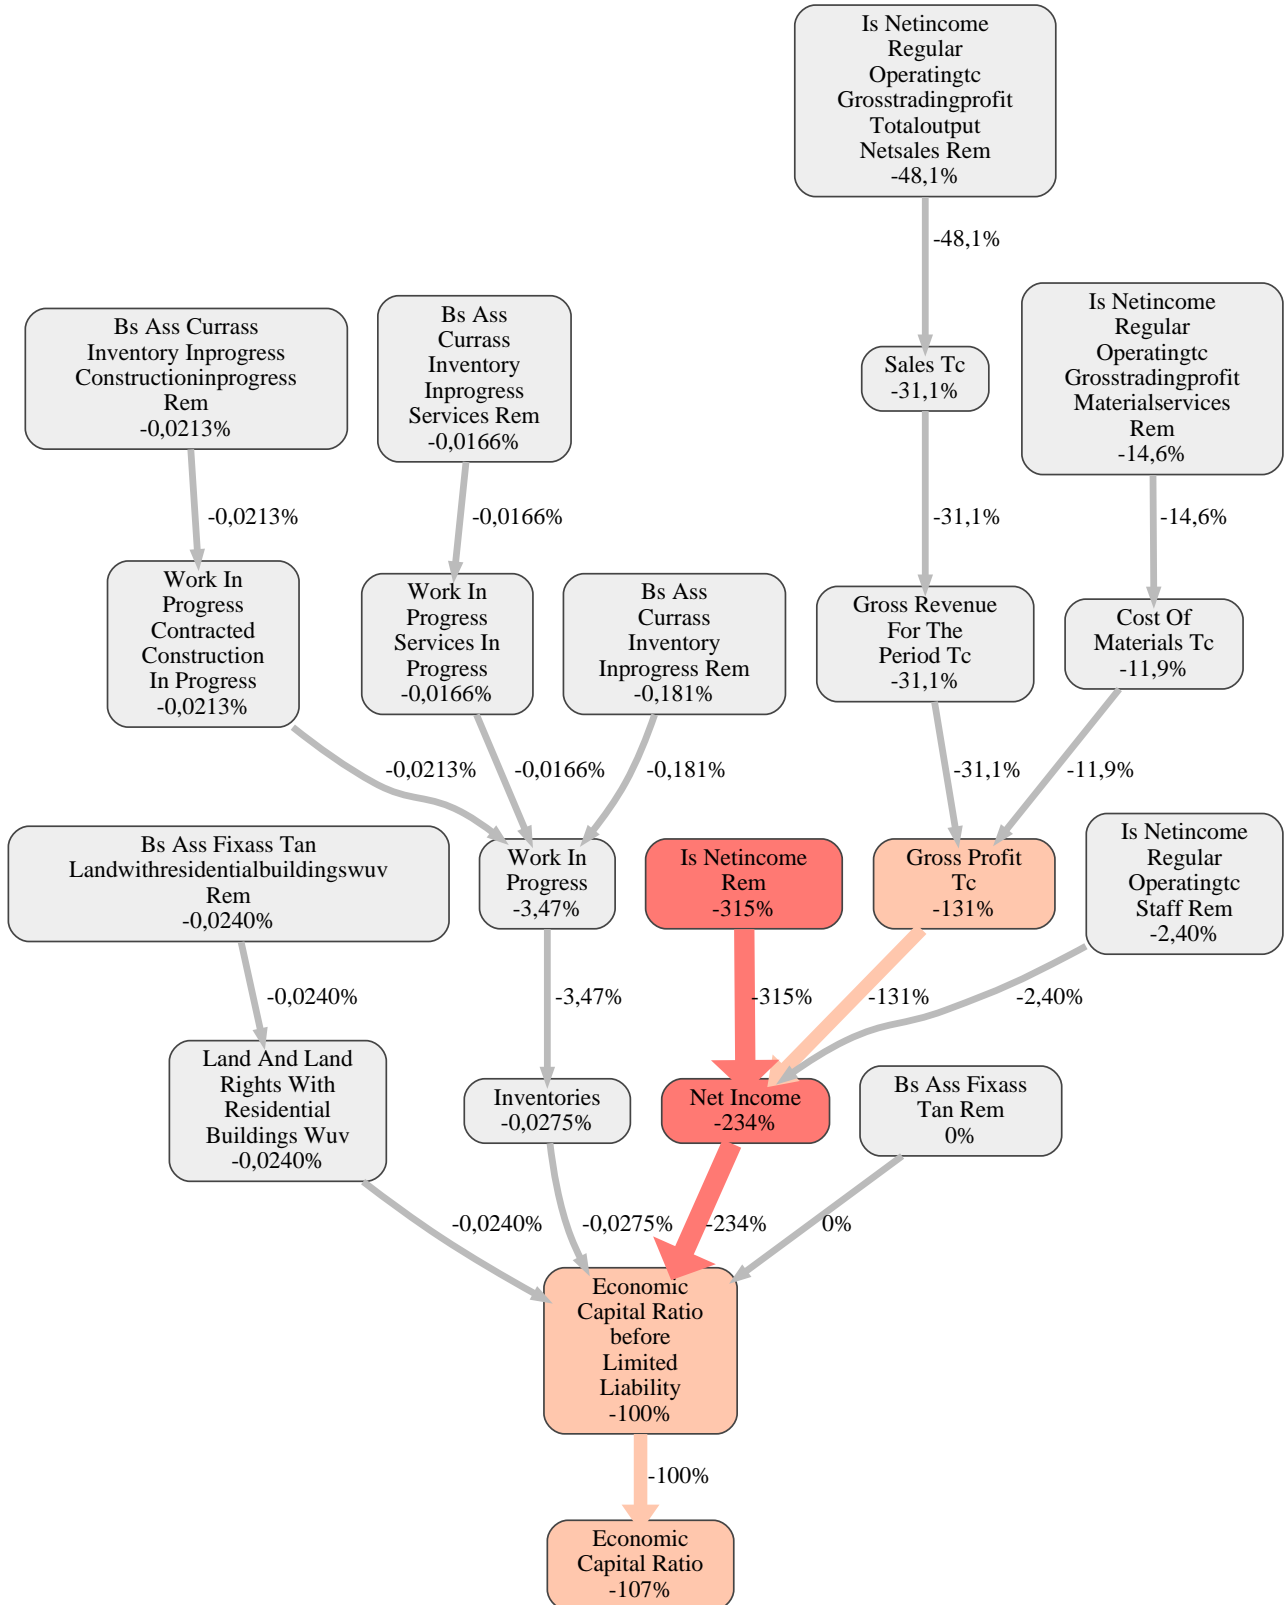 Is Netincome
Regular
Operatingtc
Grosstradingprofit
Totaloutput
Netsales Rem
-48,1%
-48,1%
Bs Ass Currass
Inventory Inprogress
Constructioninprogress
Rem
-0,0213%
Bs Ass
Currass
Inventory
Inprogress
Services Rem
-0,0166%
Sales Tc
-31,1%
Is Netincome
Regular
Operatingtc
Grosstradingprofit
Materialservices
Rem
-14,6%
-0,0213%
-0,0166%
-31,1%
-14,6%
Work In
Progress
Contracted
Construction
In Progress
-0,0213%
Work In
Progress
Services In
Progress
-0,0166%
Bs Ass
Currass
Inventory
Inprogress Rem
-0,181%
Gross Revenue
For The
Period Tc
-31,1%
Cost Of
Materials Tc
-11,9%
-0,0213%
-0,0166%
-0,181%
-31,1%
-11,9%
Bs Ass Fixass Tan
Landwithresidentialbuildingswuv
Rem
-0,0240%
Work In
Progress
-3,47%
Is Netincome
Rem
-315%
Gross Profit
Tc
-131%
Is Netincome
Regular
Operatingtc
Staff Rem
-2,40%
-0,0240%
-3,47%
-315%
-131%
-2,40%
Land And Land
Rights With
Residential
Buildings Wuv
-0,0240%
Inventories
-0,0275%
Net Income
-234%
Bs Ass Fixass
Tan Rem
0%
-0,0240%
-0,0275%
-234%
0%
Economic
Capital Ratio
before
Limited
Liability
-100%
-100%
Economic
Capital Ratio
-107%